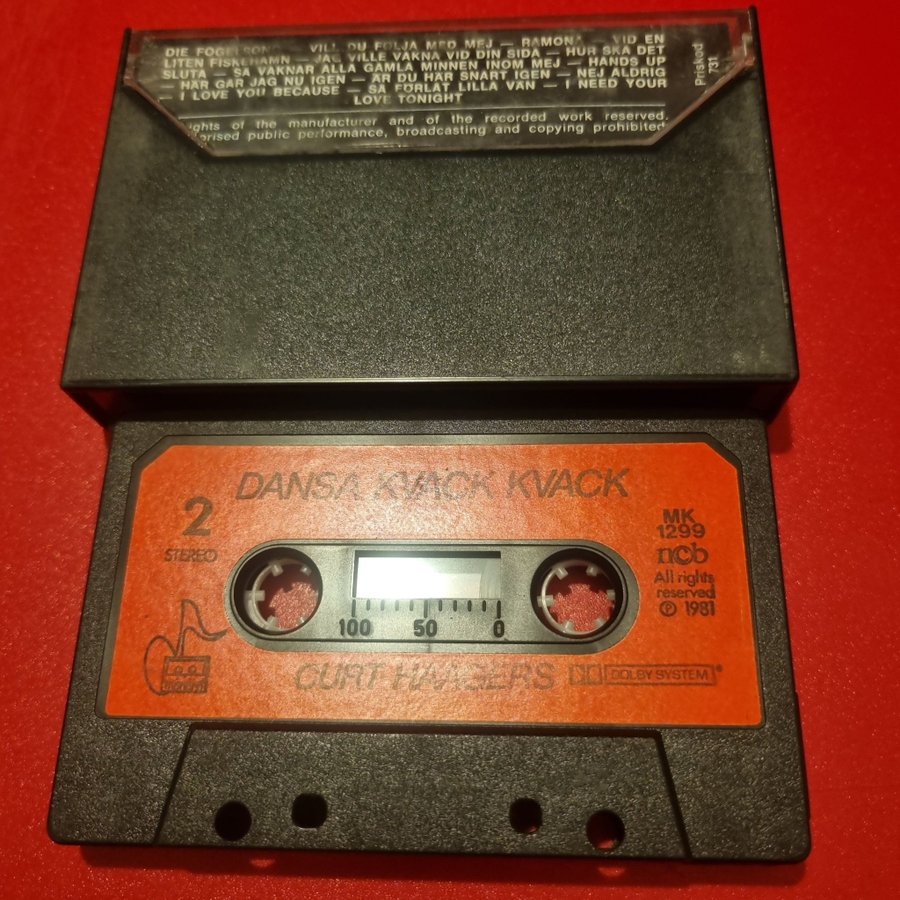 DIE FOGELSONG VILL DU FÖLJA MED MEJ — RAMONA — VID EN
LITEN FISKEHAMN — JAG VILLE VAKNA VID DIN SIDA — HUR SKA DET
SLUTA — SÅ VAKNAR ALLA GAMLA MINNEN INOM MEJ — HANDS UP
— HÄR GÅR JAG NU IGEN — ÄR DU HÄR SNART IGEN — NEJ ALDRIG
— I LOVE YOU BECAUSE — SÅ FÖRLÅT LILLA VÄN — I NEED YOUR
LOVE TONIGHT
ghts of the manufacturer and of the recorded work reserved.
orised public performance, broadcasting and copying prohibited
Priskod
731
DANSA KVACK KVACK
2
STEREO
MK
1299
ncb
All rights
reserved
℗ 1981
100 50 0
CURT HAAGERS
DOLBY SYSTEM